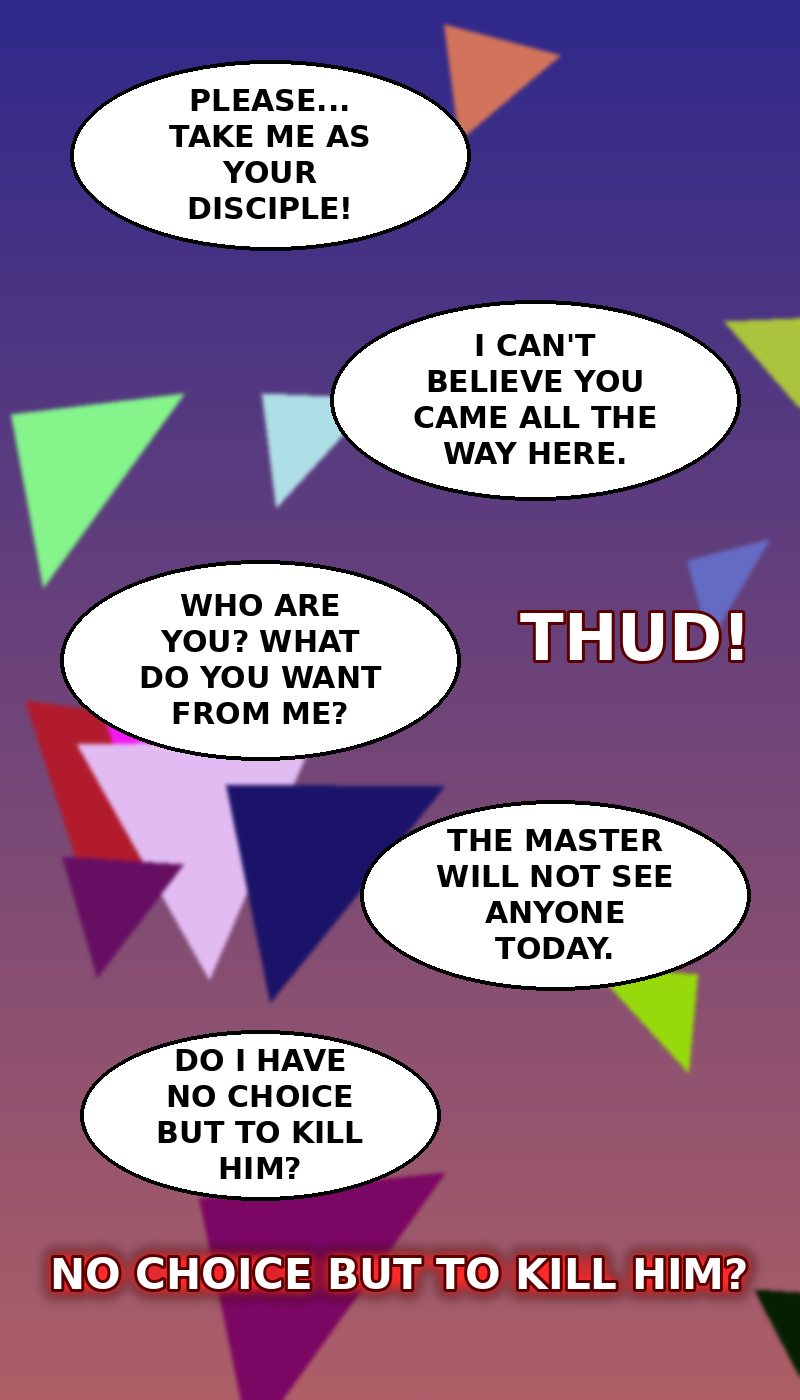 PLEASE...
TAKE ME AS
YOUR
DISCIPLE!
I CAN'T
BELIEVE YOU
CAME ALL THE
WAY HERE.
WHO ARE
YOU? WHAT
DO YOU WANT
FROM ME?
THUD!
THE MASTER
WILL NOT SEE
ANYONE
TODAY.
DO I HAVE
NO CHOICE
BUT TO KILL
HIM?
NO CHOICE BUT TO KILL HIM?